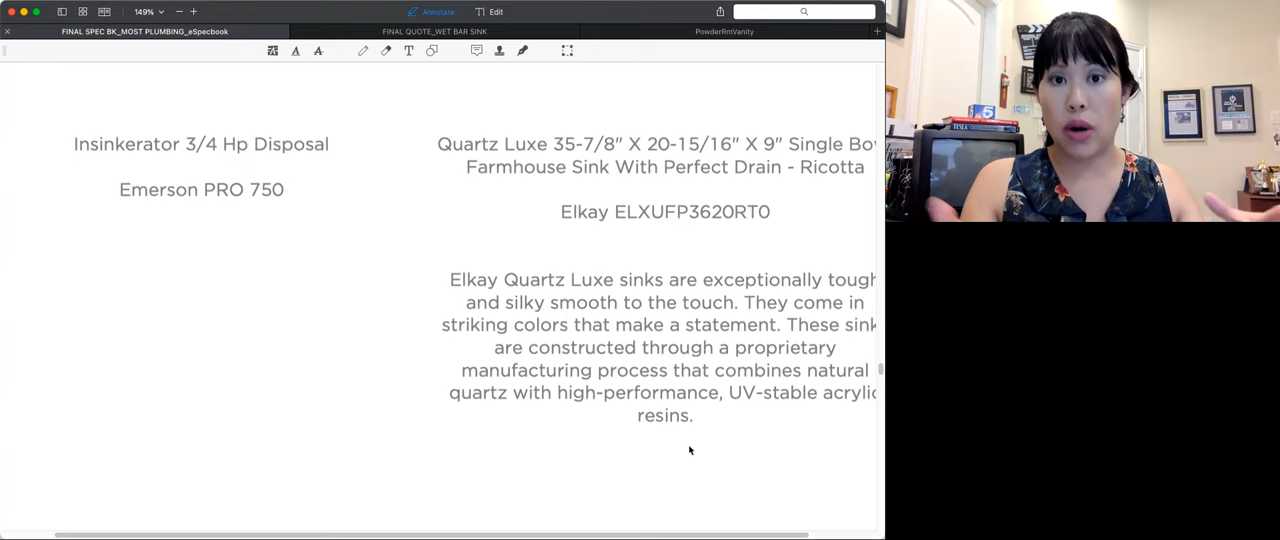 149%
Annotate
Edit
FINAL SPEC BK_MOST PLUMBING_eSpecbook
FINAL QUOTE_WET BAR SINK
PowderRmVanity
Insinkerator 3/4 Hp Disposal
Emerson PRO 750
Quartz Luxe 35-7/8" X 20-15/16" X 9" Single Bow
Farmhouse Sink With Perfect Drain - Ricotta
Elkay ELXUFP3620RT0
Elkay Quartz Luxe sinks are exceptionally tough
and silky smooth to the touch. They come in
striking colors that make a statement. These sink
are constructed through a proprietary
manufacturing process that combines natural
quartz with high-performance, UV-stable acrylic
resins.
TESLA